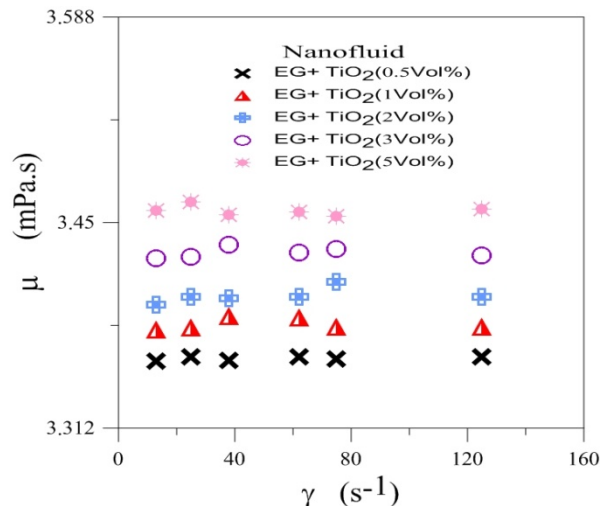 3,588
Nanofluid
EG+ TiO2(0.5Vol%)
EG+ TiO2(1Vol%)
EG+ TiO2(2Vol%)
EG+ TiO2(3Vol%)
EG+ TiO2(5Vol%)
3,45
μ (mPa.s)
3,312
0 40 80 120 160
γ (s-1)